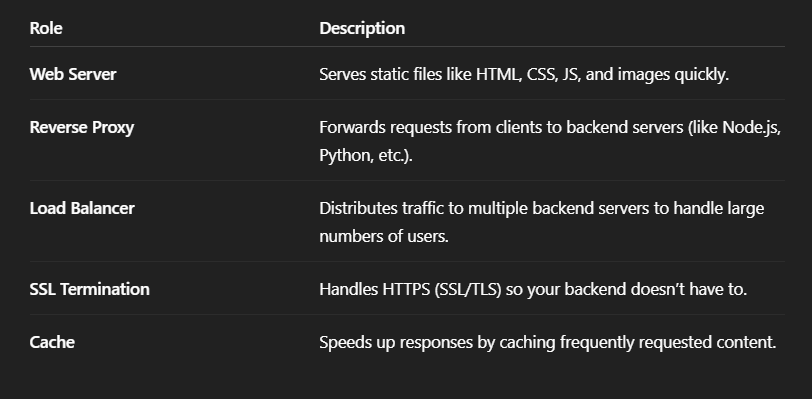 Role Description
Web Server Serves static files like HTML, CSS, JS, and images quickly.
Reverse Proxy Forwards requests from clients to backend servers (like Node.js,
Python, etc.).
Load Balancer Distributes traffic to multiple backend servers to handle large
numbers of users.
SSL Termination Handles HTTPS (SSL/TLS) so your backend doesn’t have to.
Cache Speeds up responses by caching frequently requested content.